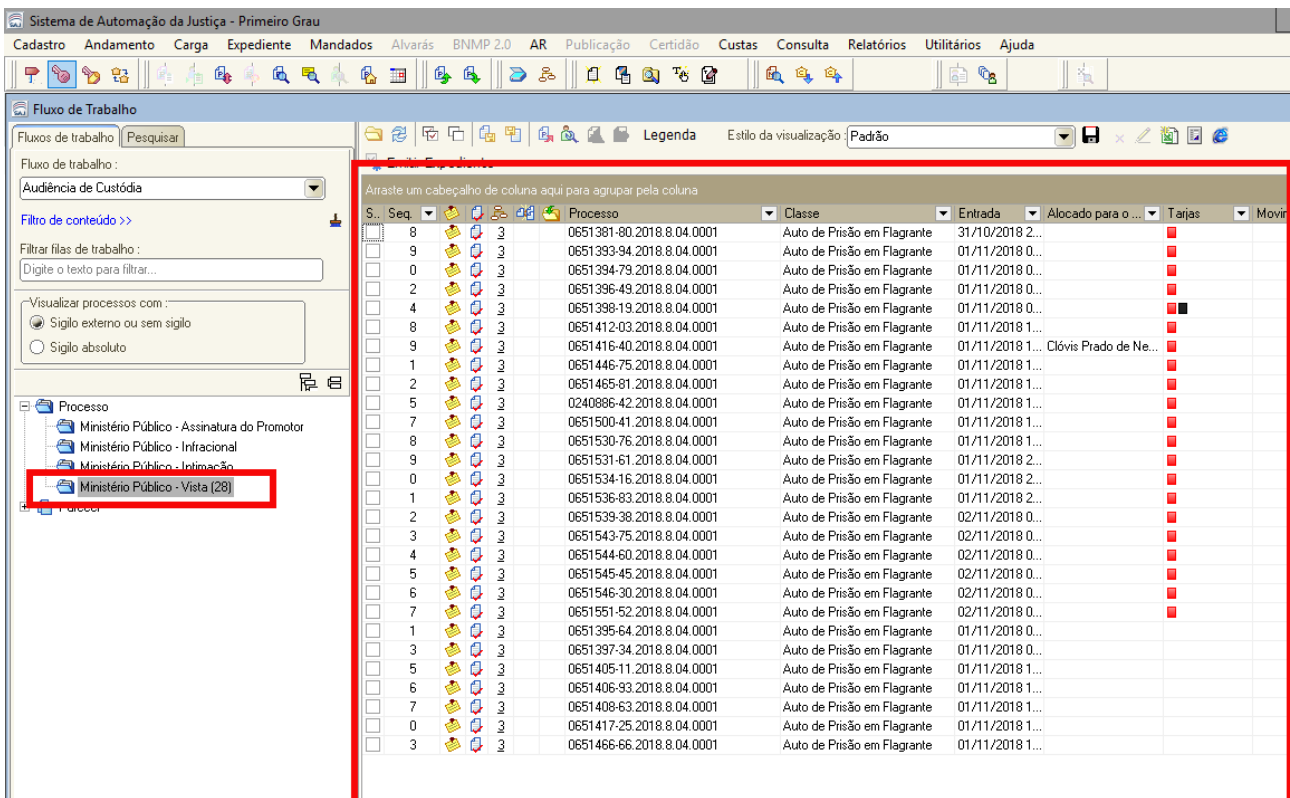 Sistema de Automação da Justiça - Primeiro Grau
Cadastro Andamento Carga Expediente Mandados Alvarás BNMP 2.0 AR Publicação Certidão Custas Consulta Relatórios Utilitários Ajuda
Fluxo de Trabalho
Fluxos de trabalho Pesquisar
Legenda Estilo da visualização : Padrão
Emitir Expediente
Fluxo de trabalho :
Audiência de Custódia
Filtro de conteúdo >>
Filtrar filas de trabalho :
Digite o texto para filtrar...
Visualizar processos com :
Sigilo externo ou sem sigilo
Sigilo absoluto
Processo
Ministério Público - Assinatura do Promotor
Ministério Público - Infracional
Ministério Público - Intimação
Ministério Público - Vista (28)
Parecer
Arraste um cabeçalho de coluna aqui para agrupar pela coluna
S.. Seq. Processo Classe Entrada Alocado para o ... Tarjas Movir
8 3 0651381-80.2018.8.04.0001 Auto de Prisão em Flagrante 31/10/2018 2...
9 3 0651393-94.2018.8.04.0001 Auto de Prisão em Flagrante 01/11/2018 0...
0 3 0651394-79.2018.8.04.0001 Auto de Prisão em Flagrante 01/11/2018 0...
2 3 0651396-49.2018.8.04.0001 Auto de Prisão em Flagrante 01/11/2018 0...
4 3 0651398-19.2018.8.04.0001 Auto de Prisão em Flagrante 01/11/2018 0...
8 3 0651412-03.2018.8.04.0001 Auto de Prisão em Flagrante 01/11/2018 1...
9 3 0651416-40.2018.8.04.0001 Auto de Prisão em Flagrante 01/11/2018 1... Clóvis Prado de Ne...
1 3 0651446-75.2018.8.04.0001 Auto de Prisão em Flagrante 01/11/2018 1...
2 3 0651465-81.2018.8.04.0001 Auto de Prisão em Flagrante 01/11/2018 1...
5 3 0240886-42.2018.8.04.0001 Auto de Prisão em Flagrante 01/11/2018 1...
7 3 0651500-41.2018.8.04.0001 Auto de Prisão em Flagrante 01/11/2018 1...
8 3 0651530-76.2018.8.04.0001 Auto de Prisão em Flagrante 01/11/2018 1...
9 3 0651531-61.2018.8.04.0001 Auto de Prisão em Flagrante 01/11/2018 2...
0 3 0651534-16.2018.8.04.0001 Auto de Prisão em Flagrante 01/11/2018 2...
1 3 0651536-83.2018.8.04.0001 Auto de Prisão em Flagrante 01/11/2018 2...
2 3 0651539-38.2018.8.04.0001 Auto de Prisão em Flagrante 02/11/2018 0...
3 3 0651543-75.2018.8.04.0001 Auto de Prisão em Flagrante 02/11/2018 0...
4 3 0651544-60.2018.8.04.0001 Auto de Prisão em Flagrante 02/11/2018 0...
5 3 0651545-45.2018.8.04.0001 Auto de Prisão em Flagrante 02/11/2018 0...
6 3 0651546-30.2018.8.04.0001 Auto de Prisão em Flagrante 02/11/2018 0...
7 3 0651551-52.2018.8.04.0001 Auto de Prisão em Flagrante 02/11/2018 0...
1 3 0651395-64.2018.8.04.0001 Auto de Prisão em Flagrante 01/11/2018 0...
3 3 0651397-34.2018.8.04.0001 Auto de Prisão em Flagrante 01/11/2018 0...
5 3 0651405-11.2018.8.04.0001 Auto de Prisão em Flagrante 01/11/2018 1...
6 3 0651406-93.2018.8.04.0001 Auto de Prisão em Flagrante 01/11/2018 1...
7 3 0651408-63.2018.8.04.0001 Auto de Prisão em Flagrante 01/11/2018 1...
0 3 0651417-25.2018.8.04.0001 Auto de Prisão em Flagrante 01/11/2018 1...
3 3 0651466-66.2018.8.04.0001 Auto de Prisão em Flagrante 01/11/2018 1...